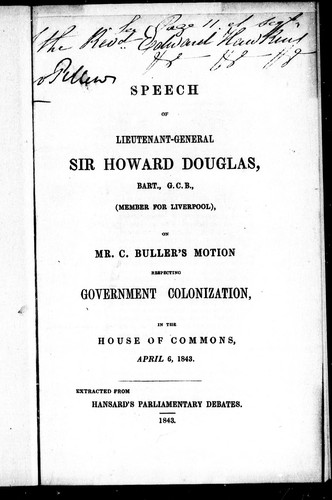 the Revd Edward Hawkins
SPEECH
OF
LIEUTENANT-GENERAL
SIR HOWARD DOUGLAS,
BART., G.C.B.,
(MEMBER FOR LIVERPOOL),
ON
MR. C. BULLER'S MOTION
RESPECTING
GOVERNMENT COLONIZATION,
IN THE
HOUSE OF COMMONS,
APRIL 6, 1843.
EXTRACTED FROM
HANSARD'S PARLIAMENTARY DEBATES.
1843.